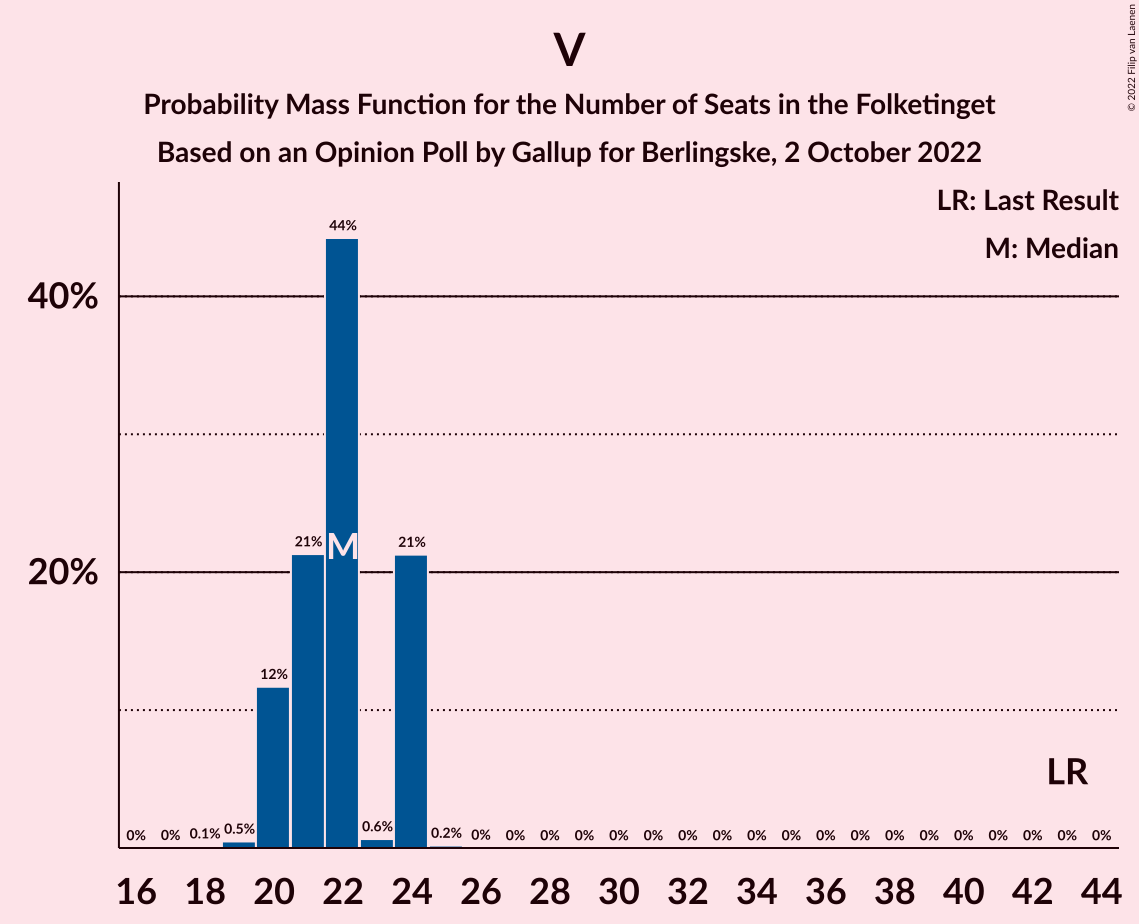 V
Probability Mass Function for the Number of Seats in the Folketinget
Based on an Opinion Poll by Gallup for Berlingske, 2 October 2022
© 2022 Filip van Laenen
LR: Last Result
M: Median
40%
20%
0% 0% 0.1% 0.5% 12% 21% 44% 0.6% 21% 0.2% 0% 0% 0% 0% 0% 0% 0% 0% 0% 0% 0% 0% 0% 0% 0% 0% 0% 0% 0%
M
LR
16 18 20 22 24 26 28 30 32 34 36 38 40 42 44